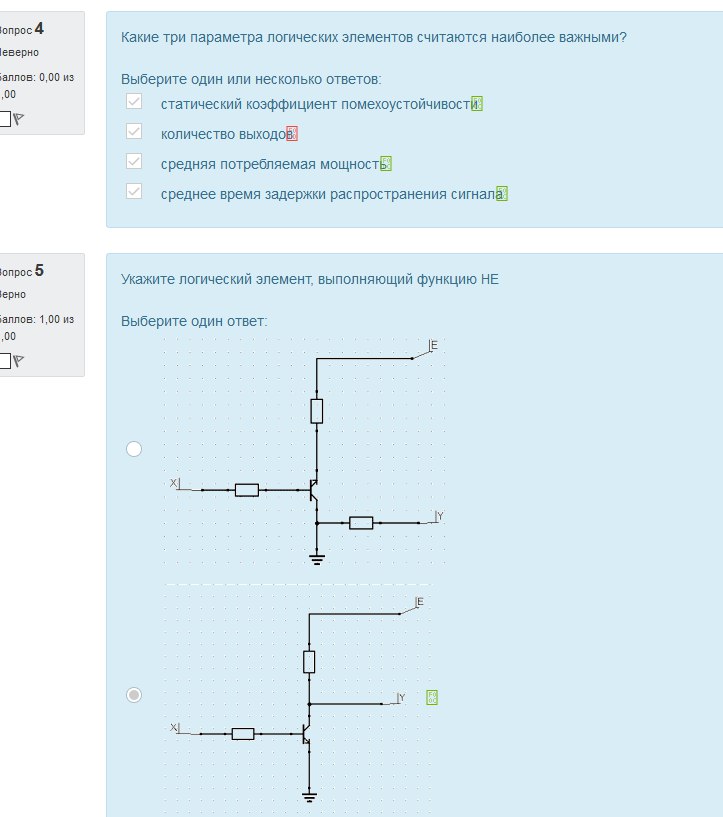 Вопрос 4
Неверно
Баллов: 0,00 из
,00
Какие три параметра логических элементов считаются наиболее важными?
Выберите один или несколько ответов:
статический коэффициент помехоустойчивости
количество выходов
средняя потребляемая мощность
среднее время задержки распространения сигнала
Вопрос 5
Верно
Баллов: 1,00 из
,00
Укажите логический элемент, выполняющий функцию НЕ
Выберите один ответ:
E
X
Y
E
Y
X